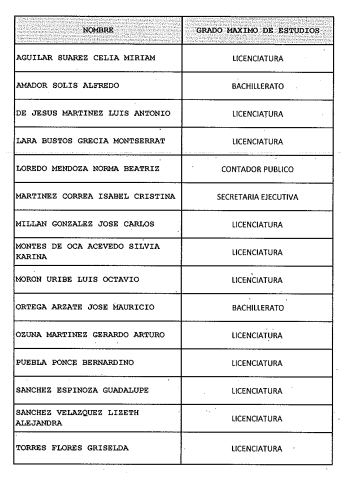 NOMBRE GRADO MAXIMO DE ESTUDIOS
AGUILAR SUAREZ CELIA MIRIAM LICENCIATURA
AMADOR SOLIS ALFREDO BACHILLERATO
DE JESUS MARTINEZ LUIS ANTONIO LICENCIATURA
LARA BUSTOS GRECIA MONTSERRAT LICENCIATURA
LOREDO MENDOZA NORMA BEATRIZ CONTADOR PUBLICO
MARTINEZ CORREA ISABEL CRISTINA SECRETARIA EJECUTIVA
MILLAN GONZALEZ JOSE CARLOS LICENCIATURA
MONTES DE OCA ACEVEDO SILVIA
KARINA LICENCIATURA
MORON URIBE LUIS OCTAVIO LICENCIATURA
ORTEGA ARZATE JOSE MAURICIO BACHILLERATO
OZUNA MARTINEZ GERARDO ARTURO LICENCIATURA
PUEBLA PONCE BERNARDINO LICENCIATURA
SANCHEZ ESPINOZA GUADALUPE LICENCIATURA
SANCHEZ VELAZQUEZ LIZETH
ALEJANDRA LICENCIATURA
TORRES FLORES GRISELDA LICENCIATURA